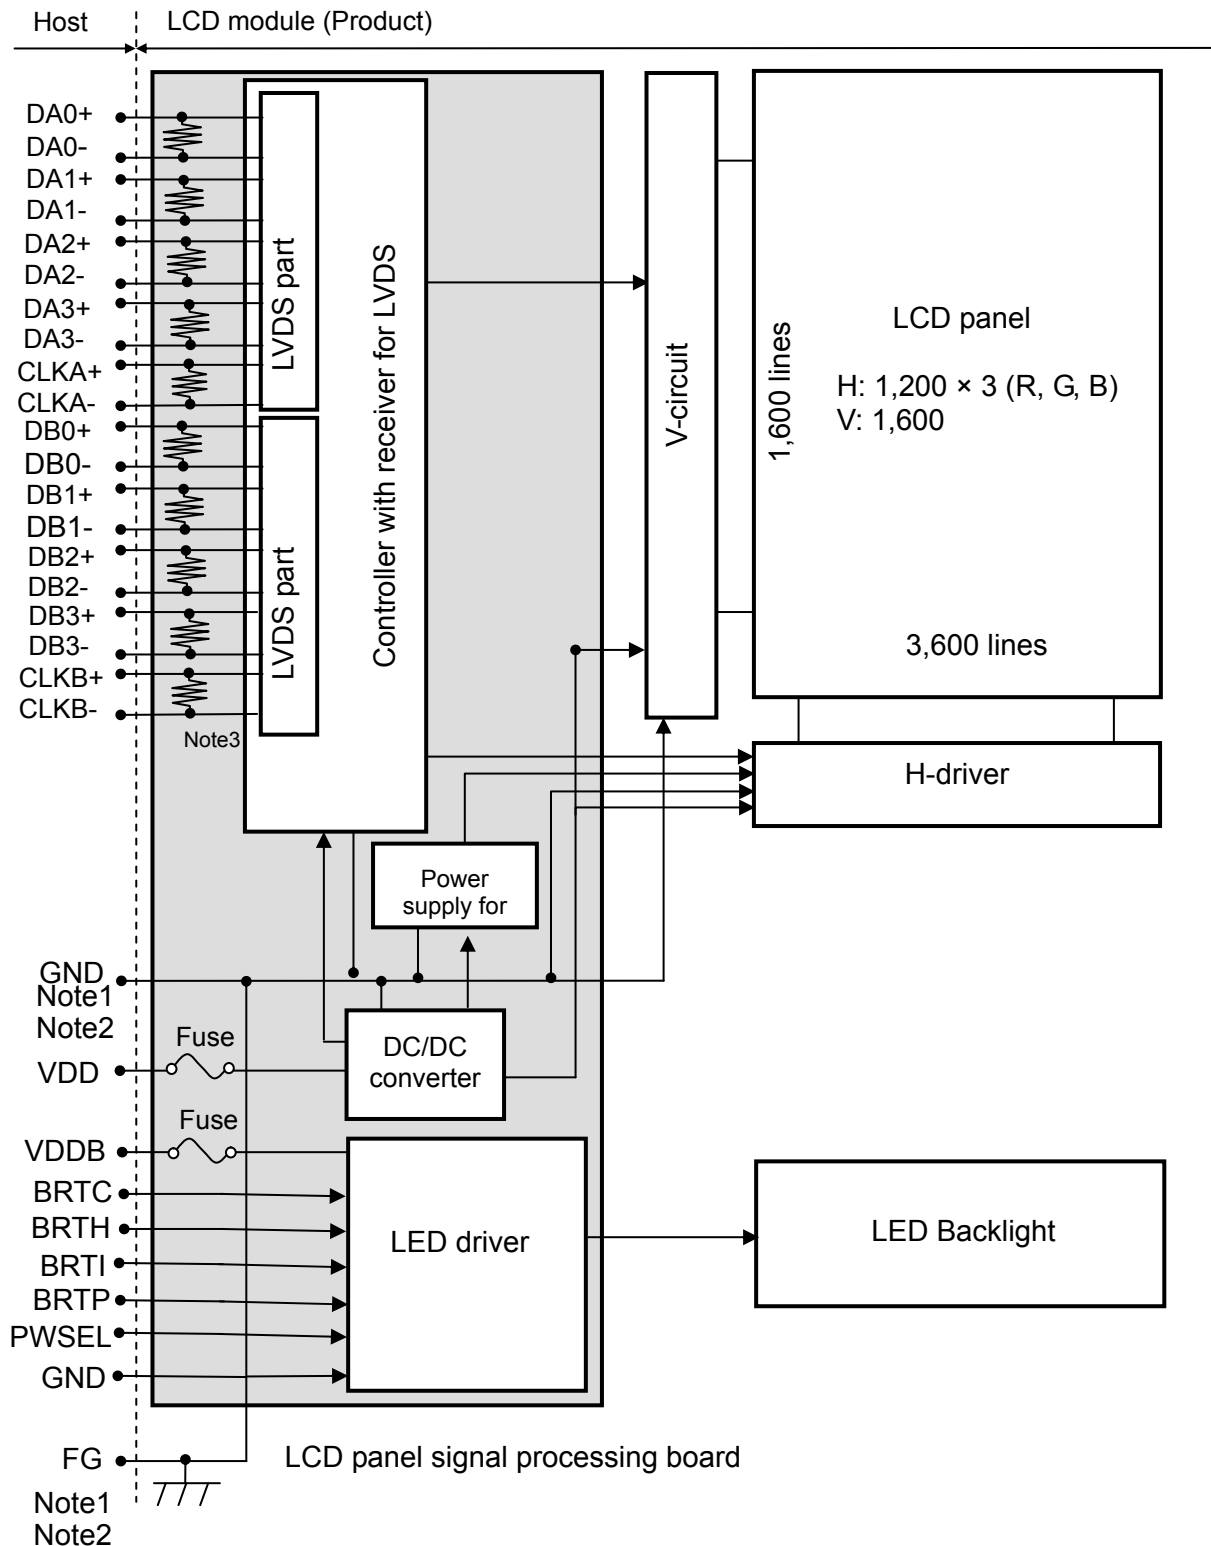 Host
LCD module (Product)
DA0+
DA0-
DA1+
DA1-
DA2+
DA2-
DA3+
DA3-
CLKA+
CLKA-
DB0+
DB0-
DB1+
DB1-
DB2+
DB2-
DB3+
DB3-
CLKB+
CLKB-
Note3
LVDS part
LVDS part
Controller with receiver for LVDS
V-circuit
1,600 lines
LCD panel
H: 1,200 × 3 (R, G, B)
V: 1,600
3,600 lines
H-driver
Power
supply for
GND
Note1
Note2
Fuse
VDD
DC/DC
converter
Fuse
VDDB
BRTC
BRTH
BRTI
BRTP
PWSEL
GND
LED driver
LED Backlight
FG
Note1
Note2
LCD panel signal processing board